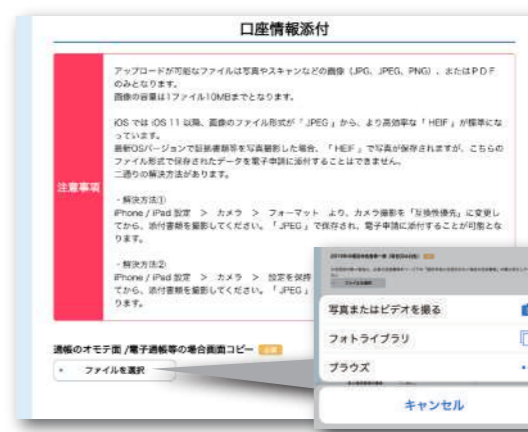 口座情報添付
注意事項
アップロードが可能なファイルは写真やスキャンなどの画像（JPG、JPEG、PNG）、またはPDF
のみとなります。
画像の容量は1ファイル10MBまでとなります。
iOS では iOS 11 以降、画像のファイル形式が「 JPEG 」から、より高効率な「 HEIF 」が標準にな
っています。
最新OSバージョンで証拠書類等を写真撮影した場合、「 HEIF 」で写真が保存されますが、こちらの
ファイル形式で保存されたデータを電子申請に添付することはできません。
二通りの解決方法があります。
・解決方法①
iPhone / iPad 設定 ＞ カメラ ＞ フォーマット より、カメラ撮影を「互換性優先」に変更し
てから、添付書類を撮影してください。「 JPEG 」で保存され、電子申請に添付することが可能とな
ります。
・解決方法②
iPhone / iPad 設定 ＞ カメラ ＞ 設定を保持
てから、添付書類を撮影してください。「 JPEG 」
ります。
通帳のオモテ面 /電子通帳等の場合画面コピー 必須
ファイルを選択
ファイルを選択
写真またはビデオを撮る
フォトライブラリ
ブラウズ
キャンセル